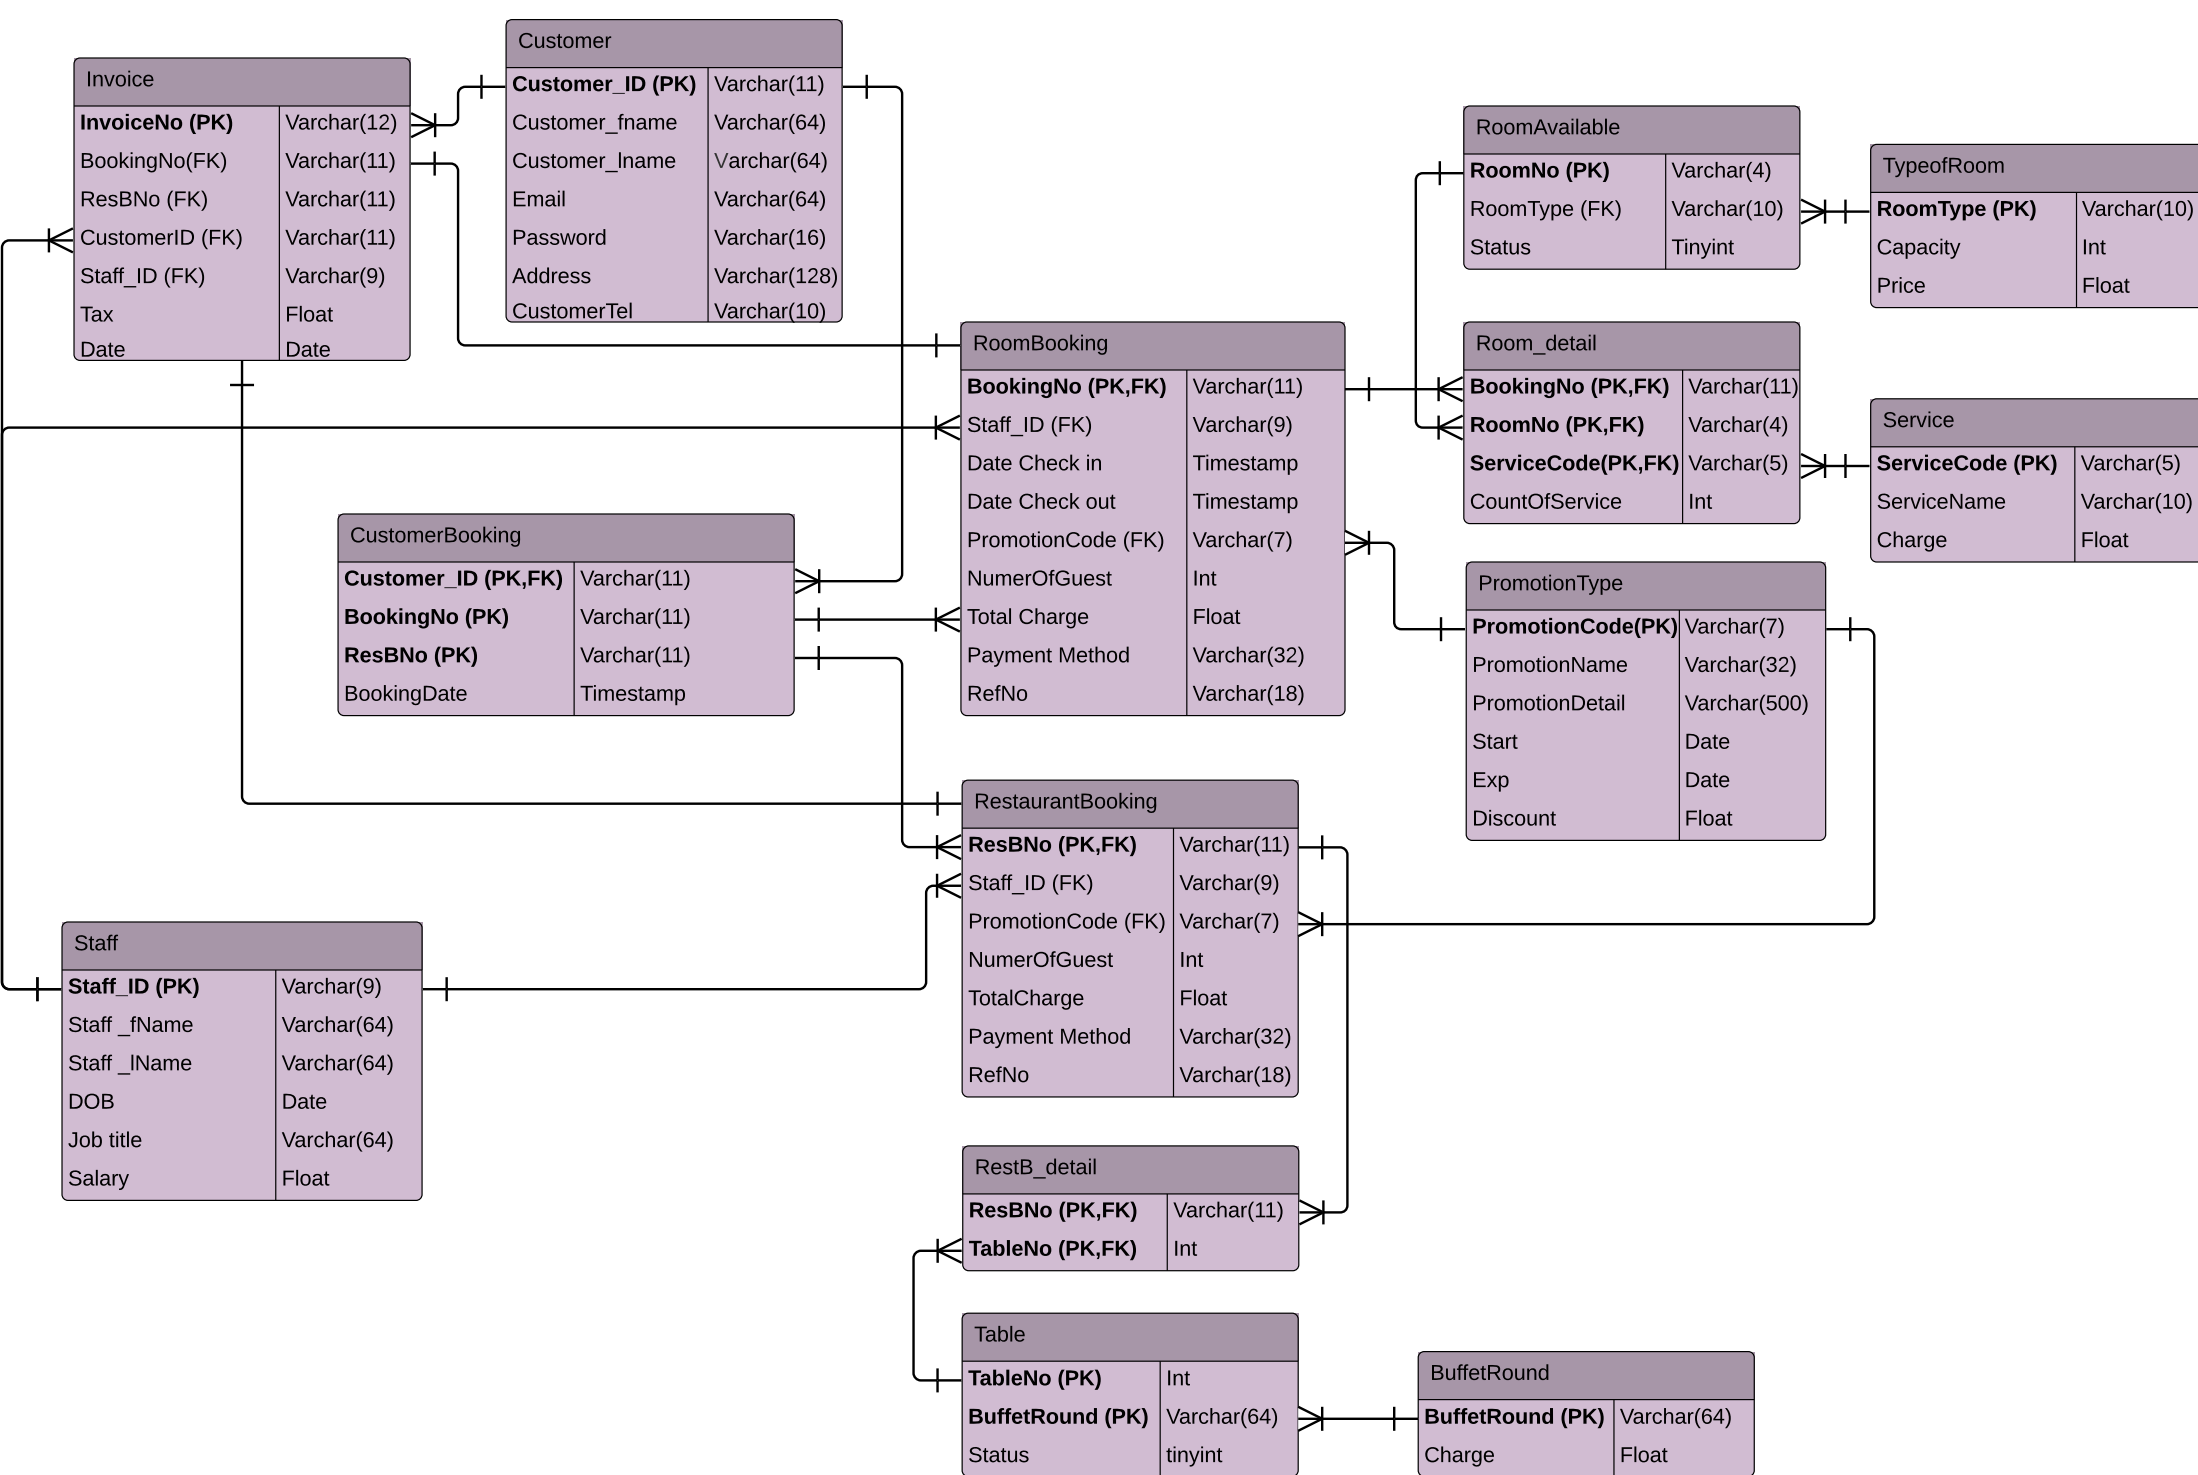 Customer
Customer_ID (PK) Varchar(11)
Customer_fname Varchar(64)
Customer_lname Varchar(64)
Email Varchar(64)
Password Varchar(16)
Address Varchar(128)
CustomerTel Varchar(10)
Invoice
InvoiceNo (PK) Varchar(12)
BookingNo(FK) Varchar(11)
ResBNo (FK) Varchar(11)
CustomerID (FK) Varchar(11)
Staff_ID (FK) Varchar(9)
Tax Float
Date Date
RoomAvailable
RoomNo (PK) Varchar(4)
RoomType (FK) Varchar(10)
Status Tinyint
TypeofRoom
RoomType (PK) Varchar(10)
Capacity Int
Price Float
RoomBooking
BookingNo (PK,FK) Varchar(11)
Staff_ID (FK) Varchar(9)
Date Check in Timestamp
Date Check out Timestamp
PromotionCode (FK) Varchar(7)
NumerOfGuest Int
Total Charge Float
Payment Method Varchar(32)
RefNo Varchar(18)
Room_detail
BookingNo (PK,FK) Varchar(11)
RoomNo (PK,FK) Varchar(4)
ServiceCode(PK,FK) Varchar(5)
CountOfService Int
Service
ServiceCode (PK) Varchar(5)
ServiceName Varchar(10)
Charge Float
CustomerBooking
Customer_ID (PK,FK) Varchar(11)
BookingNo (PK) Varchar(11)
ResBNo (PK) Varchar(11)
BookingDate Timestamp
PromotionType
PromotionCode(PK) Varchar(7)
PromotionName Varchar(32)
PromotionDetail Varchar(500)
Start Date
Exp Date
Discount Float
RestaurantBooking
ResBNo (PK,FK) Varchar(11)
Staff_ID (FK) Varchar(9)
PromotionCode (FK) Varchar(7)
NumerOfGuest Int
TotalCharge Float
Payment Method Varchar(32)
RefNo Varchar(18)
Staff
Staff_ID (PK) Varchar(9)
Staff _fName Varchar(64)
Staff _lName Varchar(64)
DOB Date
Job title Varchar(64)
Salary Float
RestB_detail
ResBNo (PK,FK) Varchar(11)
TableNo (PK,FK) Int
Table
TableNo (PK) Int
BuffetRound (PK) Varchar(64)
Status tinyint
BuffetRound
BuffetRound (PK) Varchar(64)
Charge Float